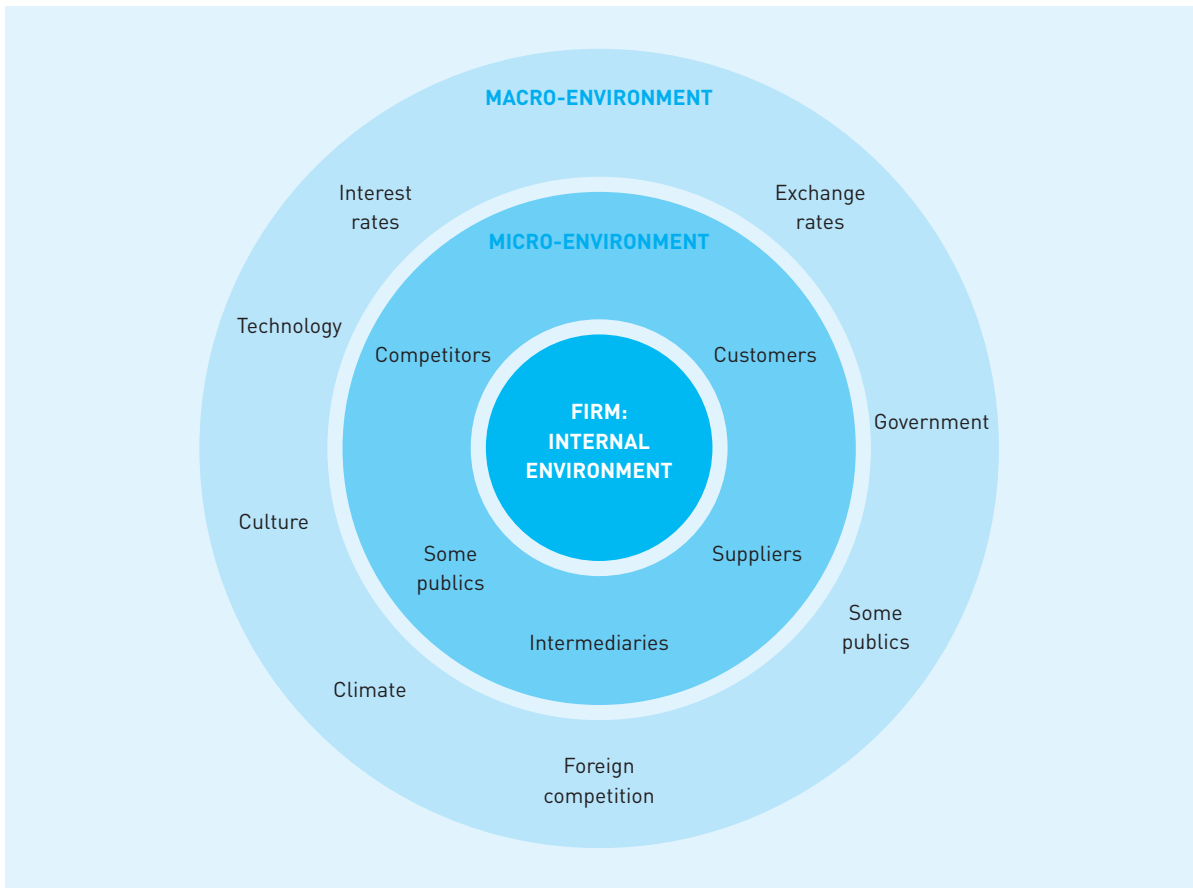 MACRO-ENVIRONMENT
Interest
rates
Exchange
rates
MICRO-ENVIRONMENT
Technology
Competitors
Customers
FIRM:
INTERNAL
ENVIRONMENT
Government
Culture
Some
publics
Suppliers
Some
publics
Intermediaries
Climate
Foreign
competition